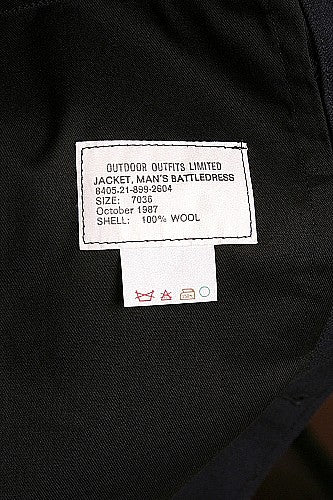 OUTDOOR OUTFITS LIMITED
JACKET, MAN'S BATTLEDRESS
8405-21-899-2604
SIZE: 7036
October 1987
SHELL: 100% WOOL